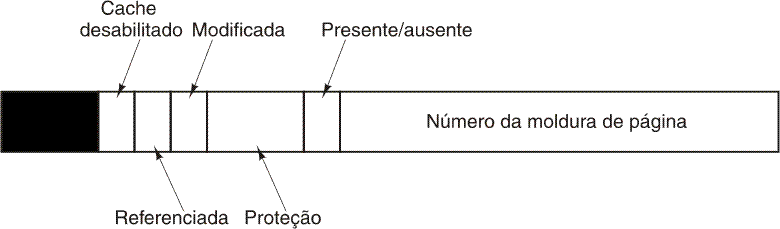 Cache
desabilitado
Modificada
Presente/ausente
Número da moldura de página
Referenciada
Proteção